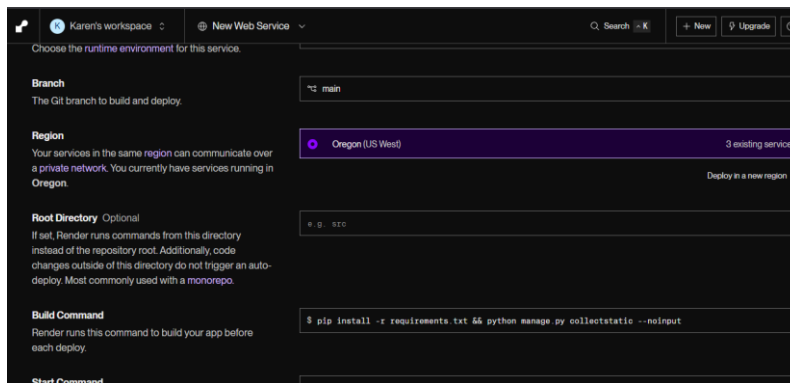 K Karen's workspace New Web Service Search K + New Upgrade
Choose the runtime environment for this service.
Branch
The Git branch to build and deploy.
main
Region
Your services in the same region can communicate over
a private network. You currently have services running in
Oregon.
Oregon (US West) 3 existing service
Deploy in a new region
Root Directory Optional
If set, Render runs commands from this directory
instead of the repository root. Additionally, code
changes outside of this directory do not trigger an auto-
deploy. Most commonly used with a monorepo.
e.g. src
Build Command
Render runs this command to build your app before
each deploy.
$ pip install -r requirements.txt && python manage.py collectstatic --noinput
Start Command